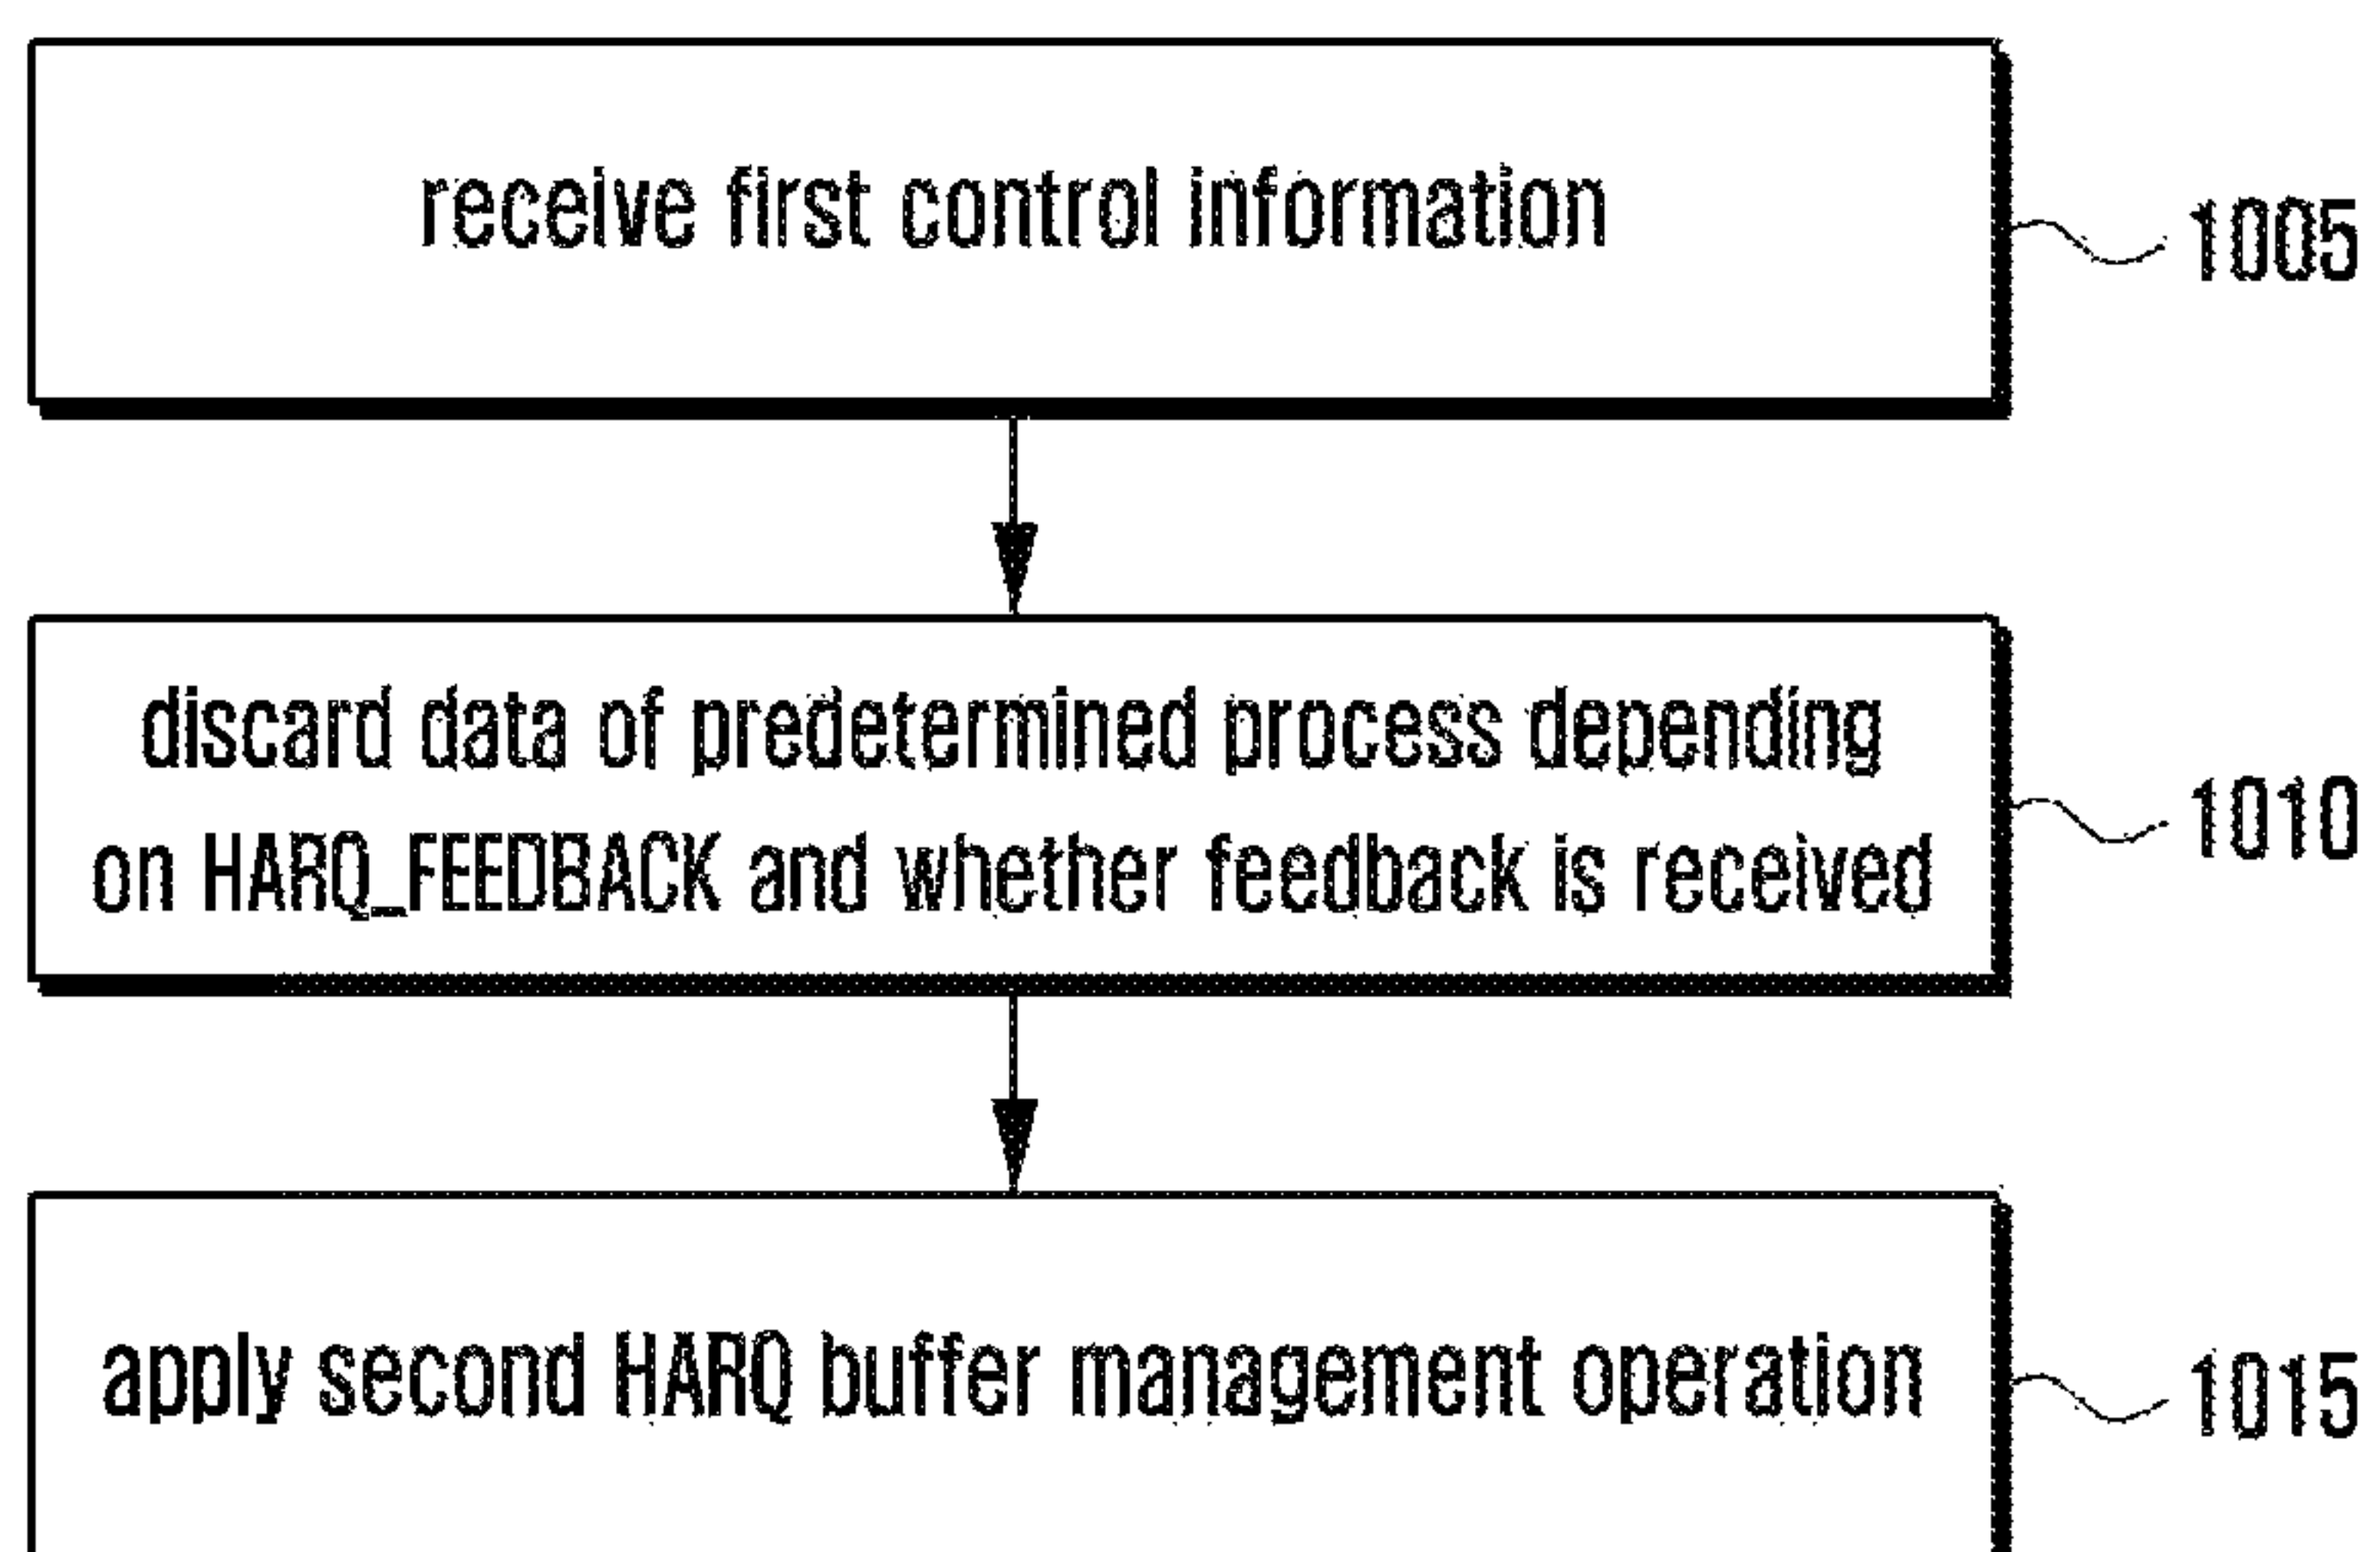 receive first control information
1005
discard data of predetermined process depending
on HARQ_FEEDBACK and whether feedback is received
1010
apply second HARQ buffer management operation
1015